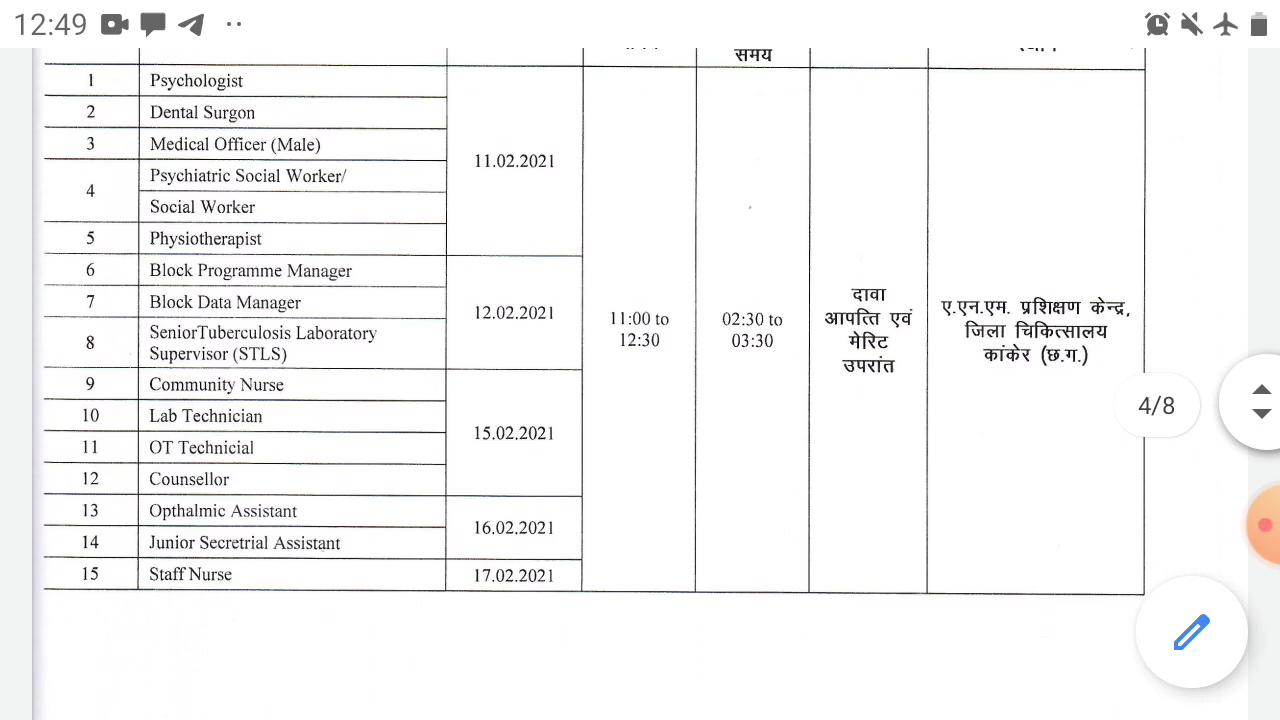 12:49
समय
1 Psychologist
2 Dental Surgon
3 Medical Officer (Male)
11.02.2021
4 Psychiatric Social Worker/
Social Worker
5 Physiotherapist
6 Block Programme Manager
7 Block Data Manager
12.02.2021
8 SeniorTuberculosis Laboratory
Supervisor (STLS)
11:00 to
12:30
02:30 to
03:30
दावा
आपत्ति एवं
मेरिट
उपरांत
ए.एन.एम. प्रशिक्षण केन्द्र,
जिला चिकित्सालय
कांकेर (छ.ग.)
9 Community Nurse
10 Lab Technician
15.02.2021
11 OT Technicial
12 Counsellor
13 Opthalmic Assistant
16.02.2021
14 Junior Secretrial Assistant
15 Staff Nurse 17.02.2021
4/8